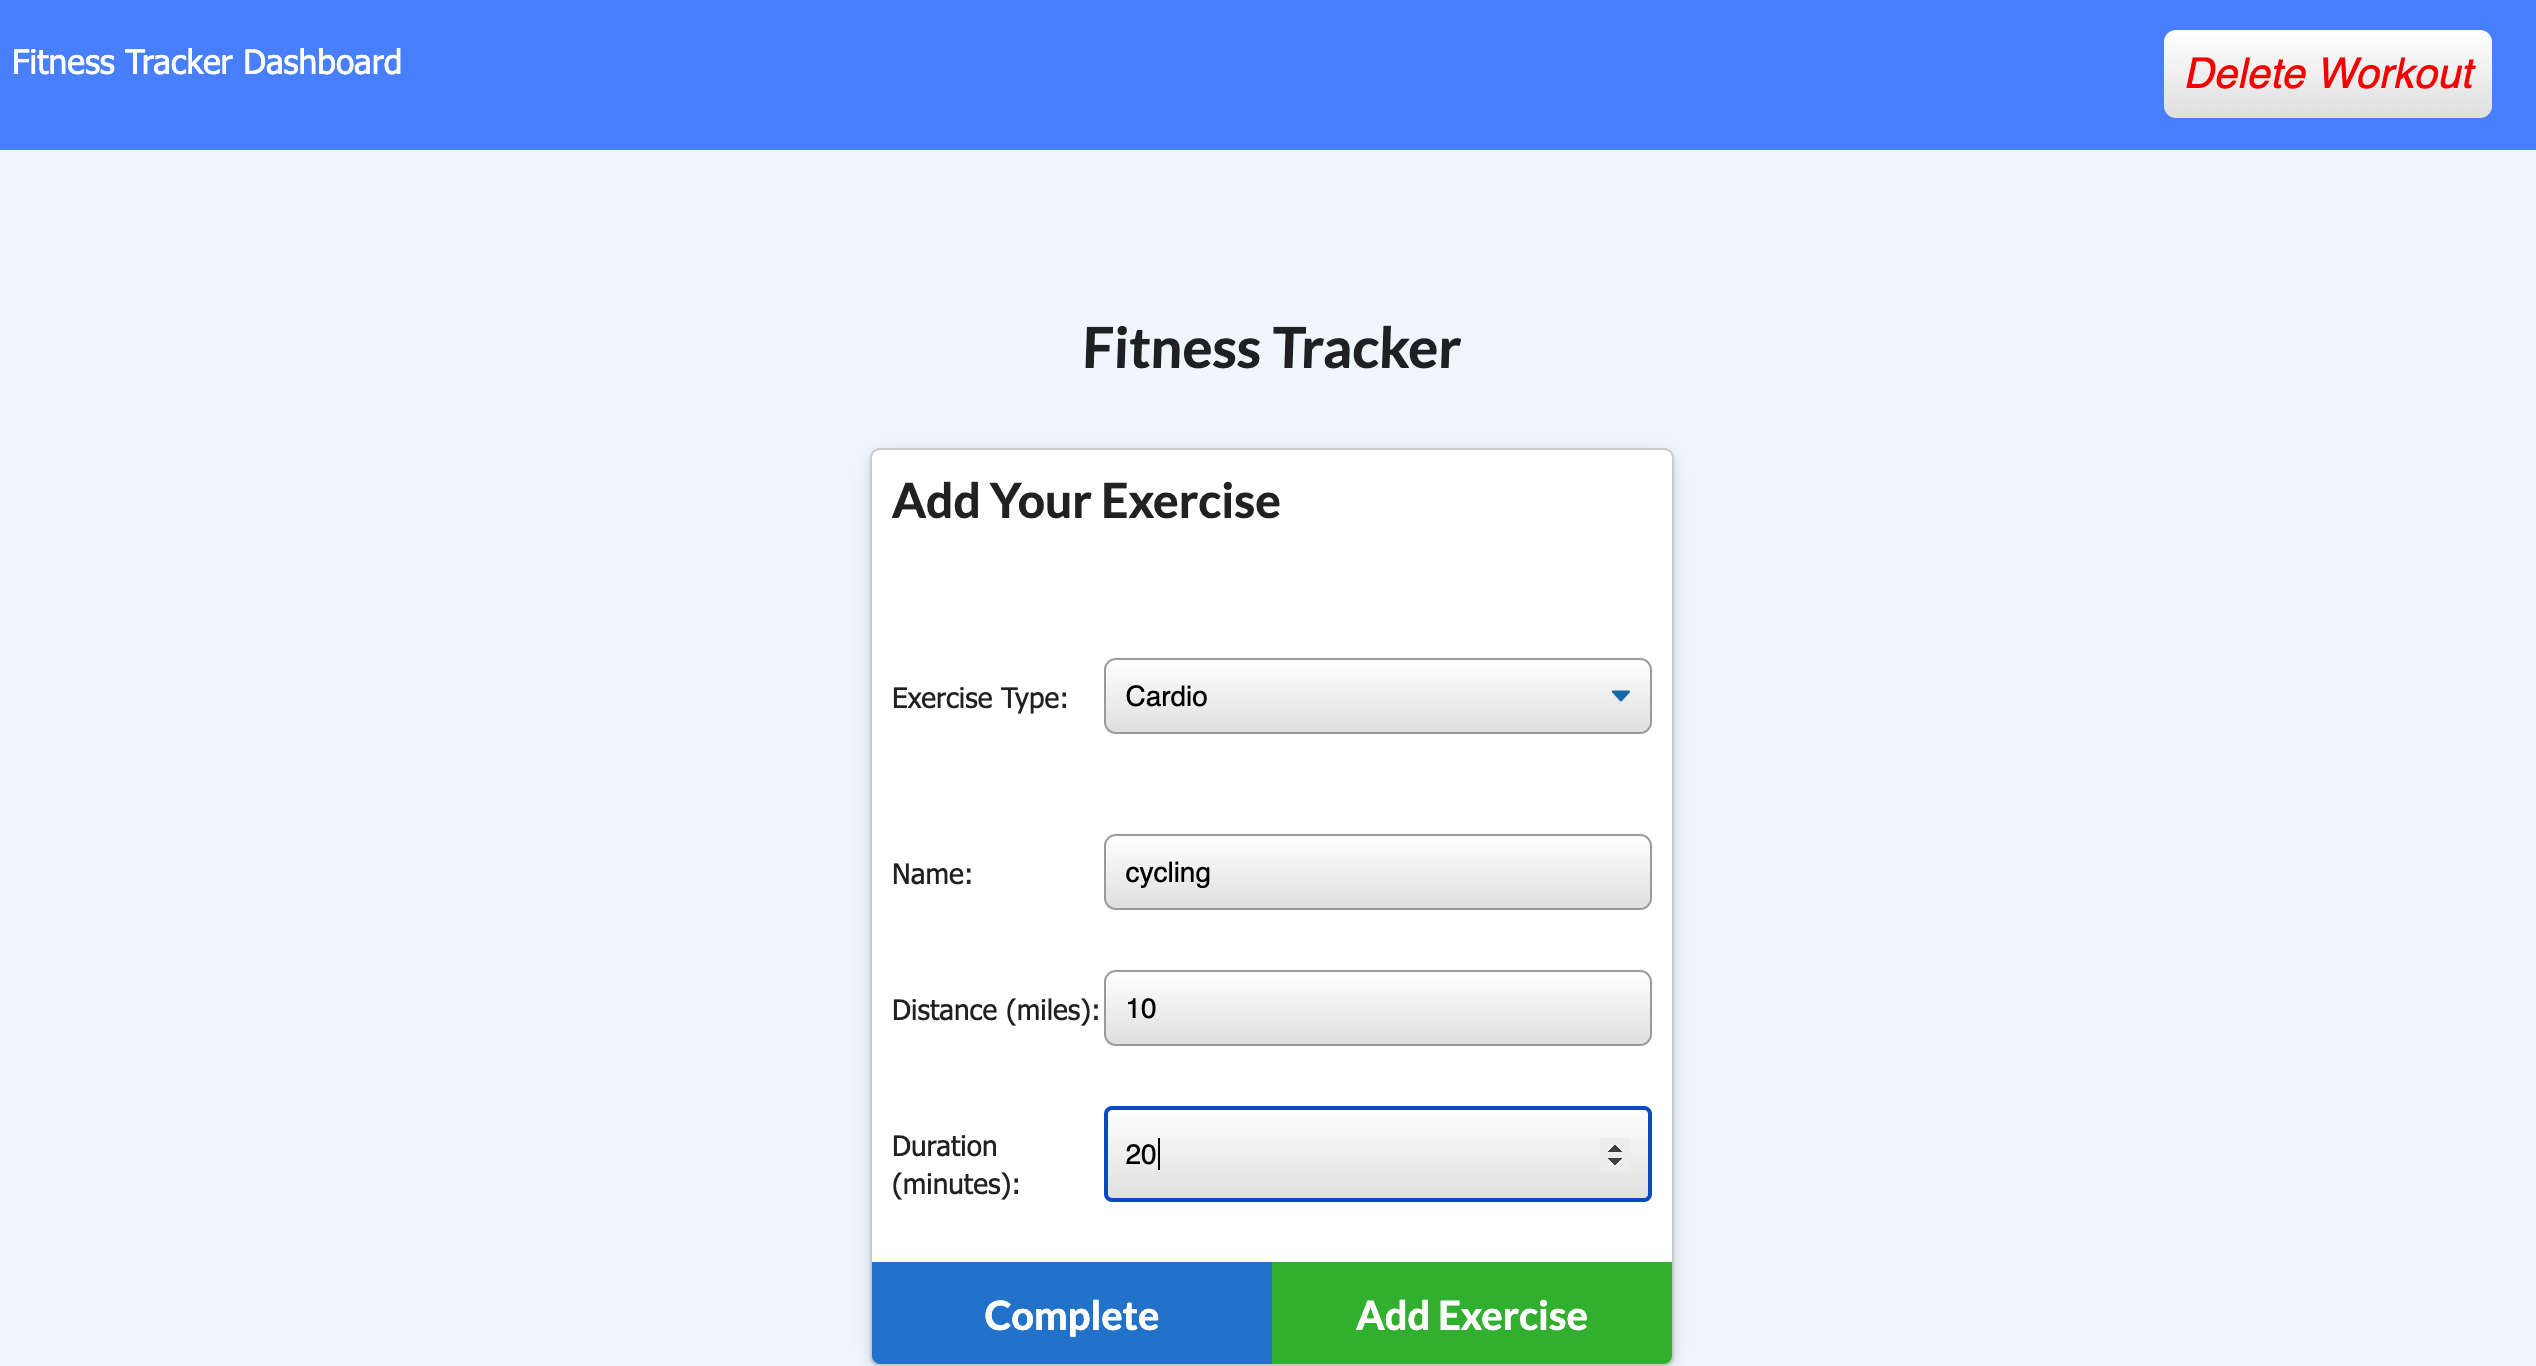 Fitness Tracker Dashboard
Delete Workout
Fitness Tracker
Add Your Exercise
Exercise Type: Cardio
Name: cycling
Distance (miles): 10
Duration
(minutes): 20
Complete Add Exercise